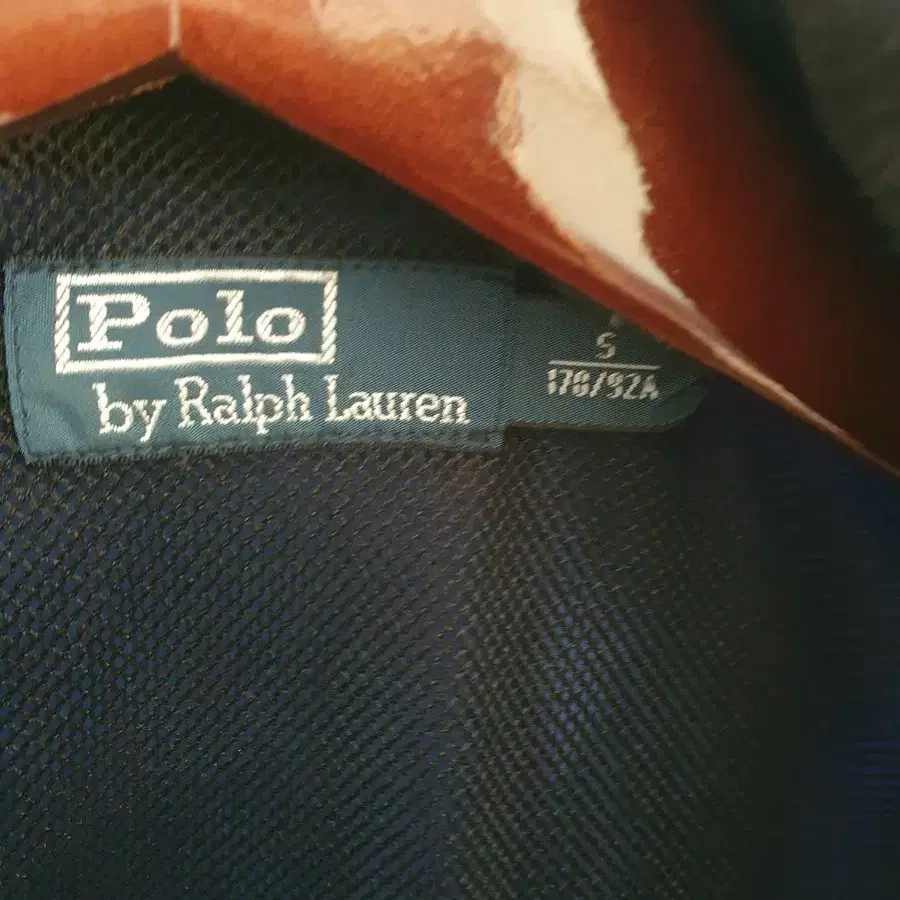 Polo
by Ralph Lauren
S
170/92A